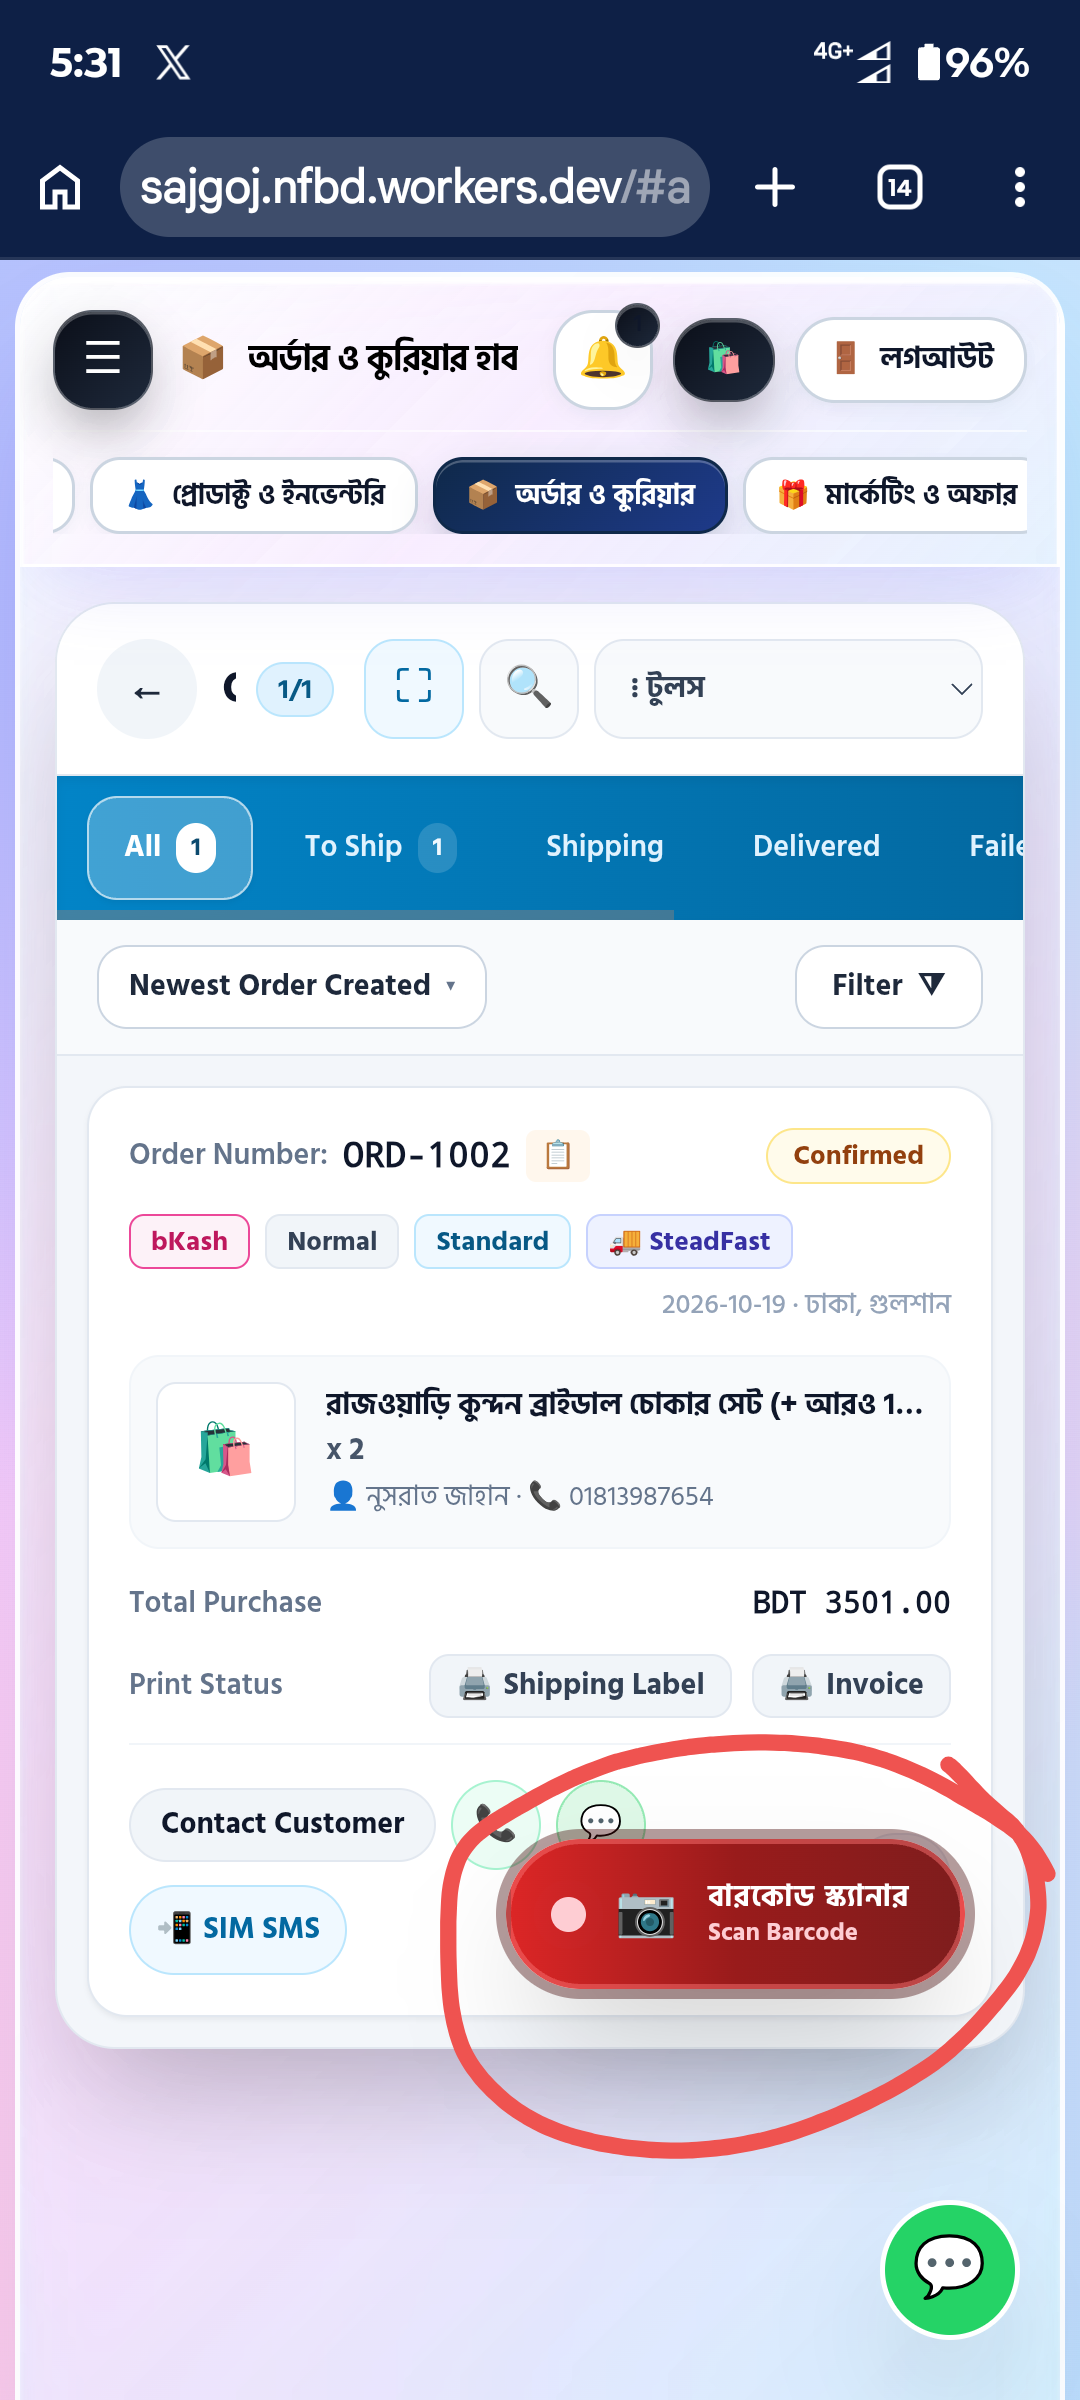 5:31
4G+
96%
sajgoj.nfbd.workers.dev/#a
14
অর্ডার ও কুরিয়ার হাব
লগআউট
প্রোডাক্ট ও ইনভেন্টরি
অর্ডার ও কুরিয়ার
মার্কেটিং ও অফার
1/1
টুলস
All 1
To Ship 1
Shipping
Delivered
Newest Order Created
Filter
Order Number: ORD-1002
Confirmed
bKash
Normal
Standard
SteadFast
2026-10-19 · ঢাকা, গুলশান
রাজওয়াড়ি কুন্দন ব্রাইডাল চোকার সেট (+ আরও 1...
x 2
নুসরাত জাহান · 01813987654
Total Purchase
BDT 3501.00
Print Status
Shipping Label
Invoice
Contact Customer
বারকোড স্ক্যানার
Scan Barcode
SIM SMS